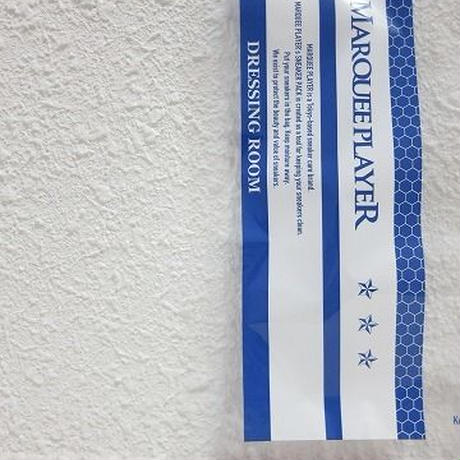 MARQUEE PLAYER
MARQUEE PLAYER is a Tokyo-based sneaker care brand.
MARQUEE PLAYER's SNEAKER PACK is created as a tool for keeping your sneakers clean.
Put your sneakers in the bag. Keep moisture away.
We exist to protect the beauty and value of sneakers.
DRESSING ROOM